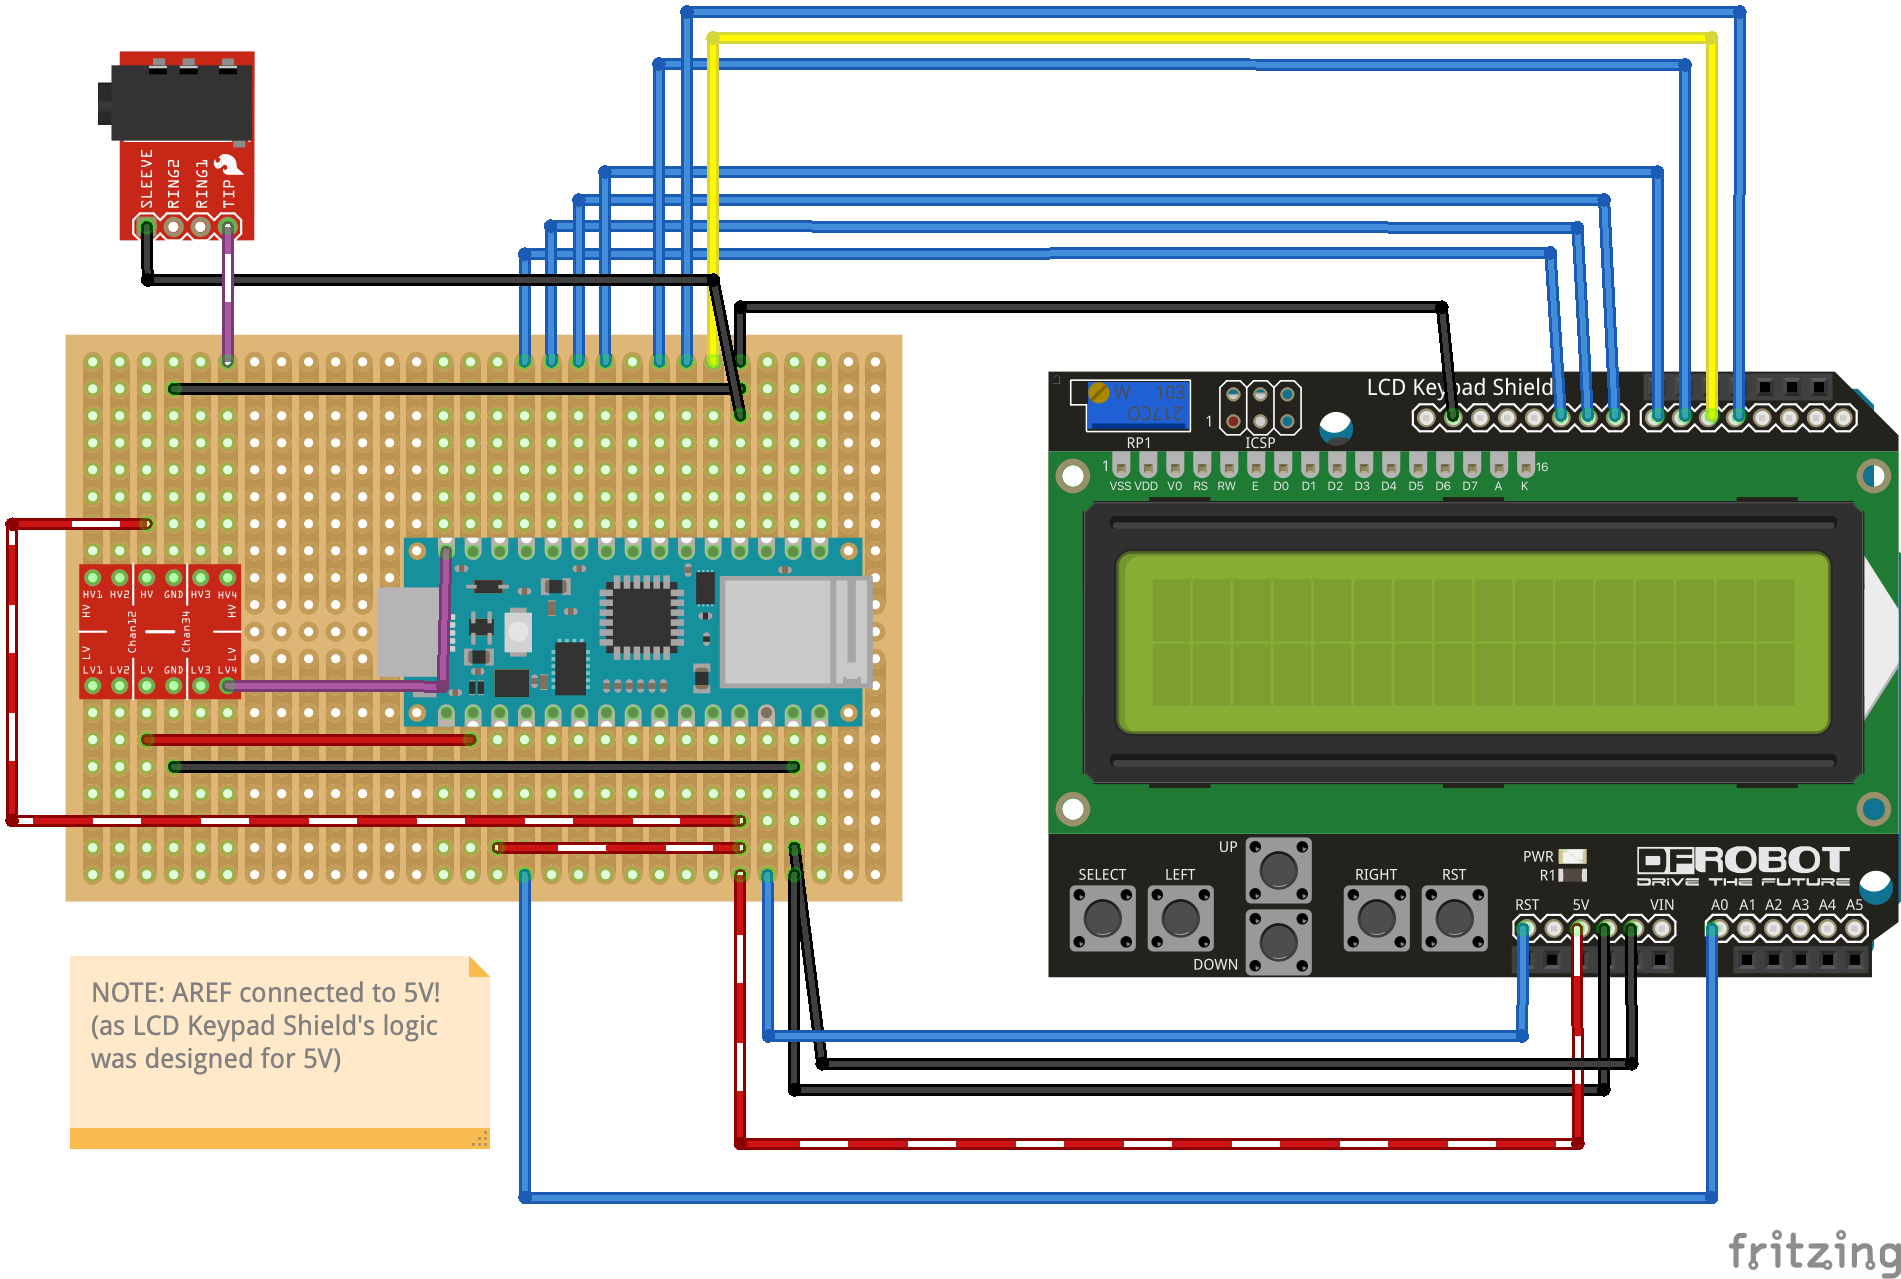 SLEEVE
RING2
RING1
TIP
HV1 HV2 HV GND HV3 HV4
HV Chan12 Chan34 HV
LV LV
LV1 LV2 LV GND LV3 LV4
NOTE: AREF connected to 5V!
(as LCD Keypad Shield's logic
was designed for 5V)
LCD Keypad Shield
W 103
217CO
RP1
1
ICSP
1 16
VSS VDD V0 RS RW E D0 D1 D2 D3 D4 D5 D6 D7 A K
UP
SELECT LEFT RIGHT RST
DOWN
PWR
R1
DFROBOT
DRIVE THE FUTURE
RST 5V VIN A0 A1 A2 A3 A4 A5
fritzing